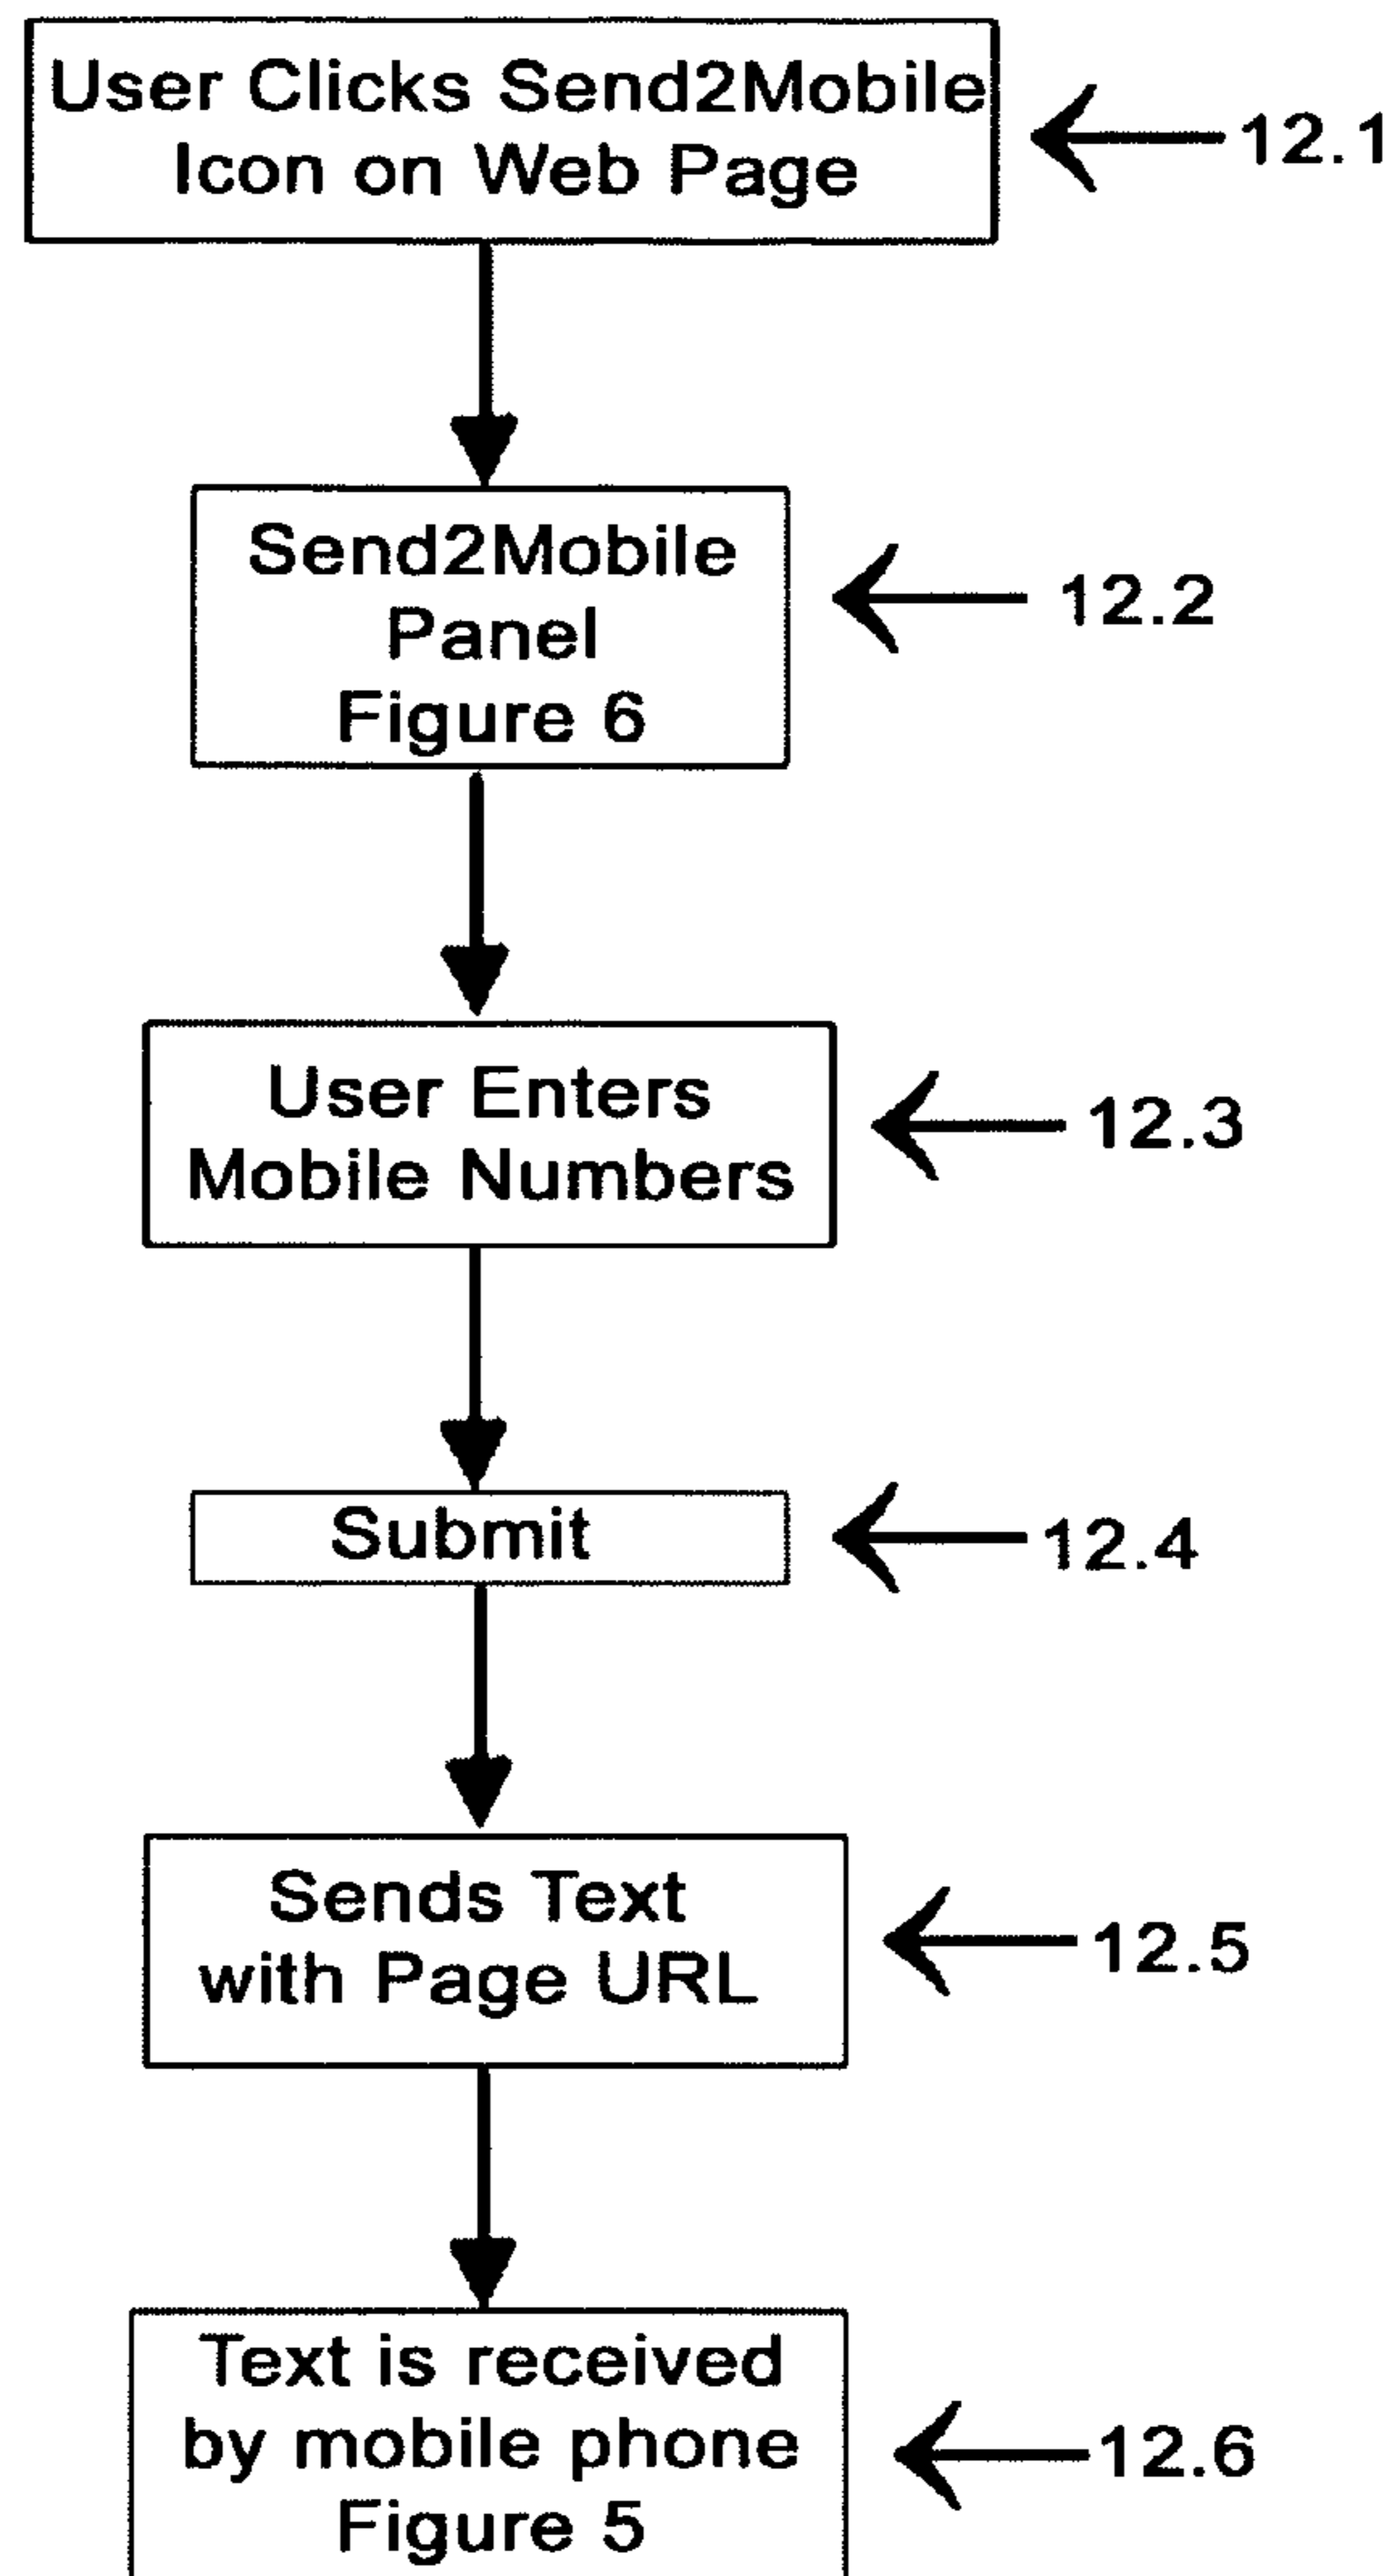 User Clicks Send2Mobile
Icon on Web Page
12.1
Send2Mobile
Panel
Figure 6
12.2
User Enters
Mobile Numbers
12.3
Submit
12.4
Sends Text
with Page URL
12.5
Text is received
by mobile phone
Figure 5
12.6